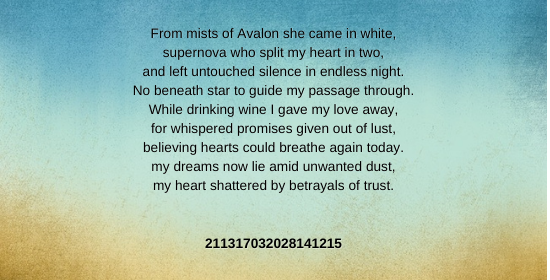 From mists of Avalon she came in white,
supernova who split my heart in two,
and left untouched silence in endless night.
No beneath star to guide my passage through.
While drinking wine I gave my love away,
for whispered promises given out of lust,
believing hearts could breathe again today.
my dreams now lie amid unwanted dust,
my heart shattered by betrayals of trust.
211317032028141215